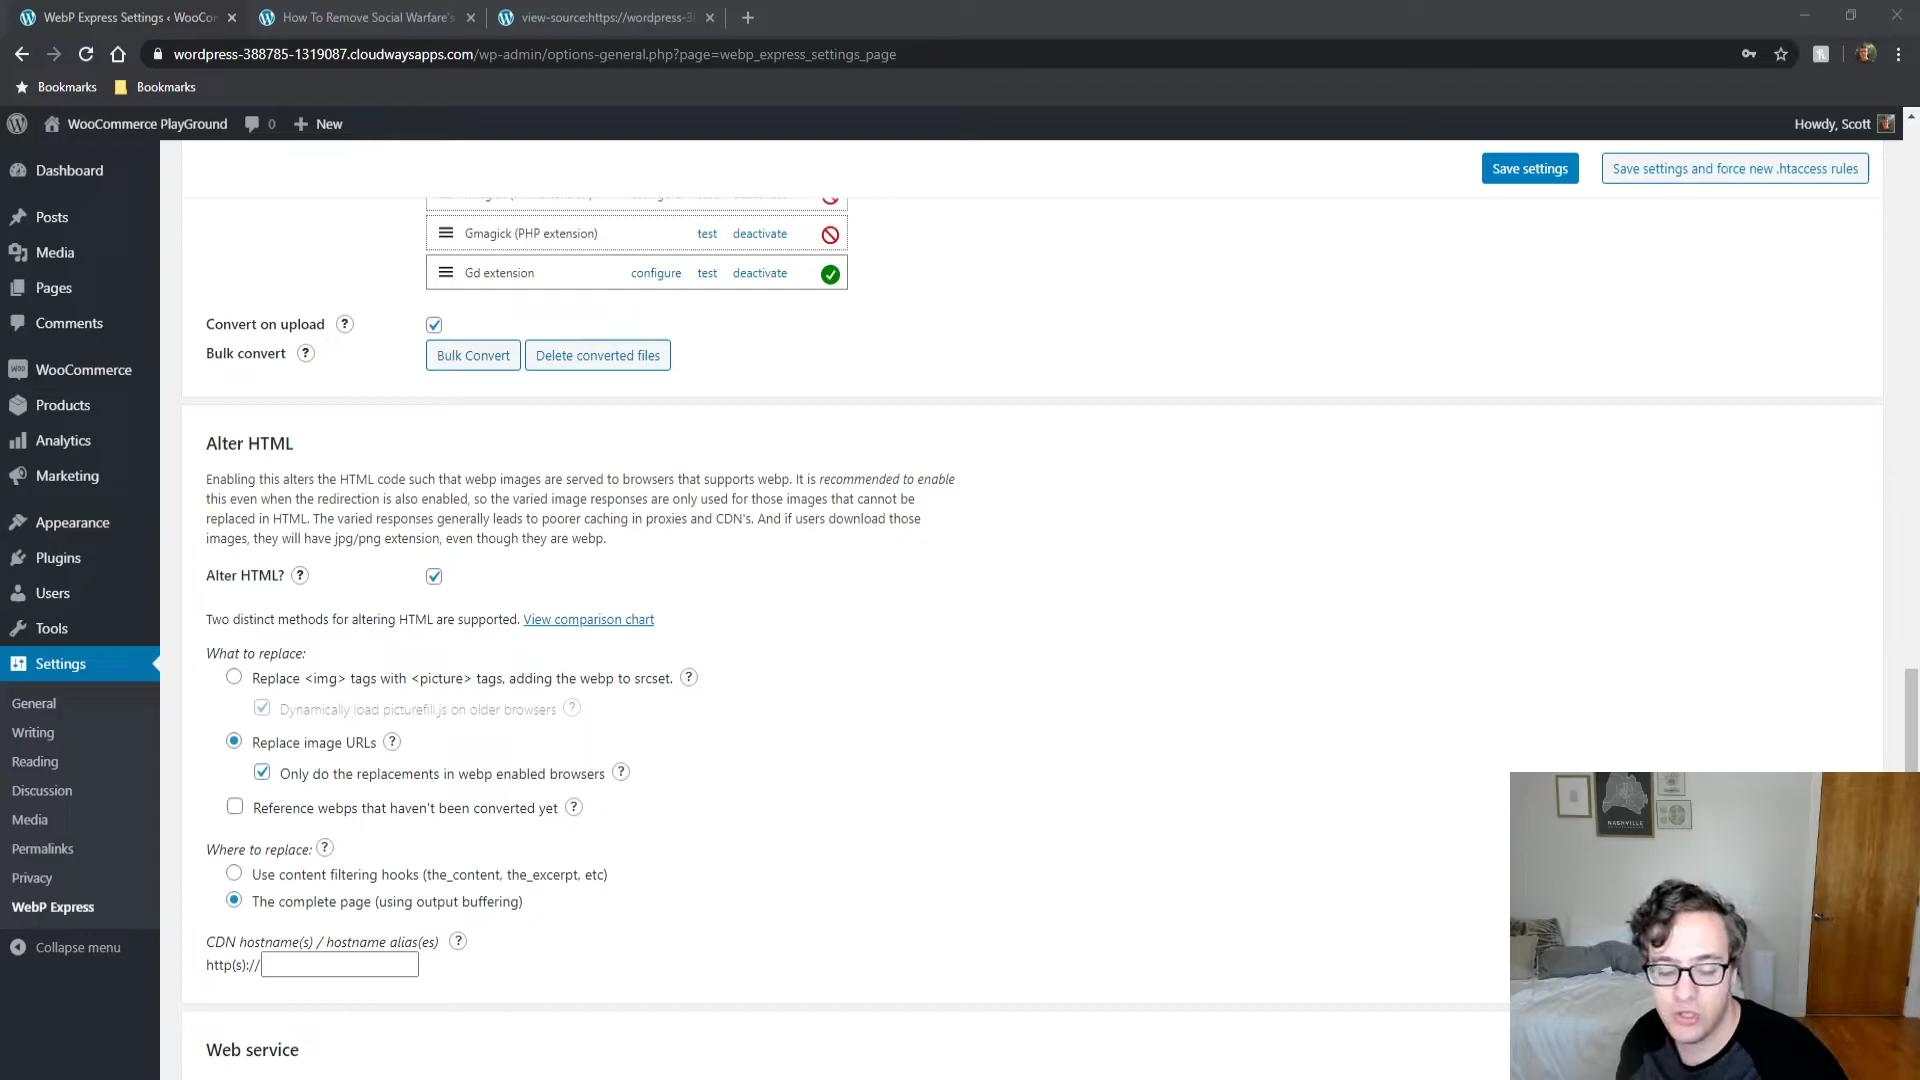 WebP Express Settings ‹ WooCor
How To Remove Social Warfare's
view-source:https://wordpress-38
wordpress-388785-1319087.cloudwaysapps.com/wp-admin/options-general.php?page=webp_express_settings_page
Bookmarks
Bookmarks
WooCommerce PlayGround
0
New
Howdy, Scott
Dashboard
Posts
Media
Pages
Comments
WooCommerce
Products
Analytics
Marketing
Appearance
Plugins
Users
Tools
Settings
General
Writing
Reading
Discussion
Media
Permalinks
Privacy
WebP Express
Collapse menu
Save settings
Save settings and force new .htaccess rules
Gmagick (PHP extension) test deactivate
Gd extension configure test deactivate
Convert on upload ?
Bulk convert ?
Bulk Convert
Delete converted files
Alter HTML
Enabling this alters the HTML code such that webp images are served to browsers that supports webp. It is recommended to enable
this even when the redirection is also enabled, so the varied image responses are only used for those images that cannot be
replaced in HTML. The varied responses generally leads to poorer caching in proxies and CDN's. And if users download those
images, they will have jpg/png extension, even though they are webp.
Alter HTML? ?
Two distinct methods for altering HTML are supported. View comparison chart
What to replace:
Replace <img> tags with <picture> tags, adding the webp to srcset. ?
Dynamically load picturefill.js on older browsers ?
Replace image URLs ?
Only do the replacements in webp enabled browsers ?
Reference webps that haven't been converted yet ?
Where to replace: ?
Use content filtering hooks (the_content, the_excerpt, etc)
The complete page (using output buffering)
CDN hostname(s) / hostname alias(es) ?
http(s)://
Web service
NASHVILLE